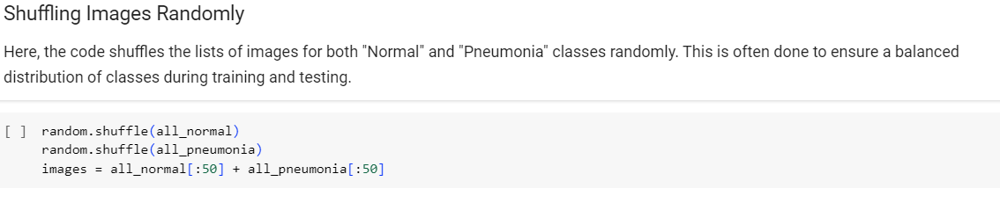 Shuffling Images Randomly
Here, the code shuffles the lists of images for both "Normal" and "Pneumonia" classes randomly. This is often done to ensure a balanced
distribution of classes during training and testing.
[ ] random.shuffle(all_normal)
random.shuffle(all_pneumonia)
images = all_normal[:50] + all_pneumonia[:50]